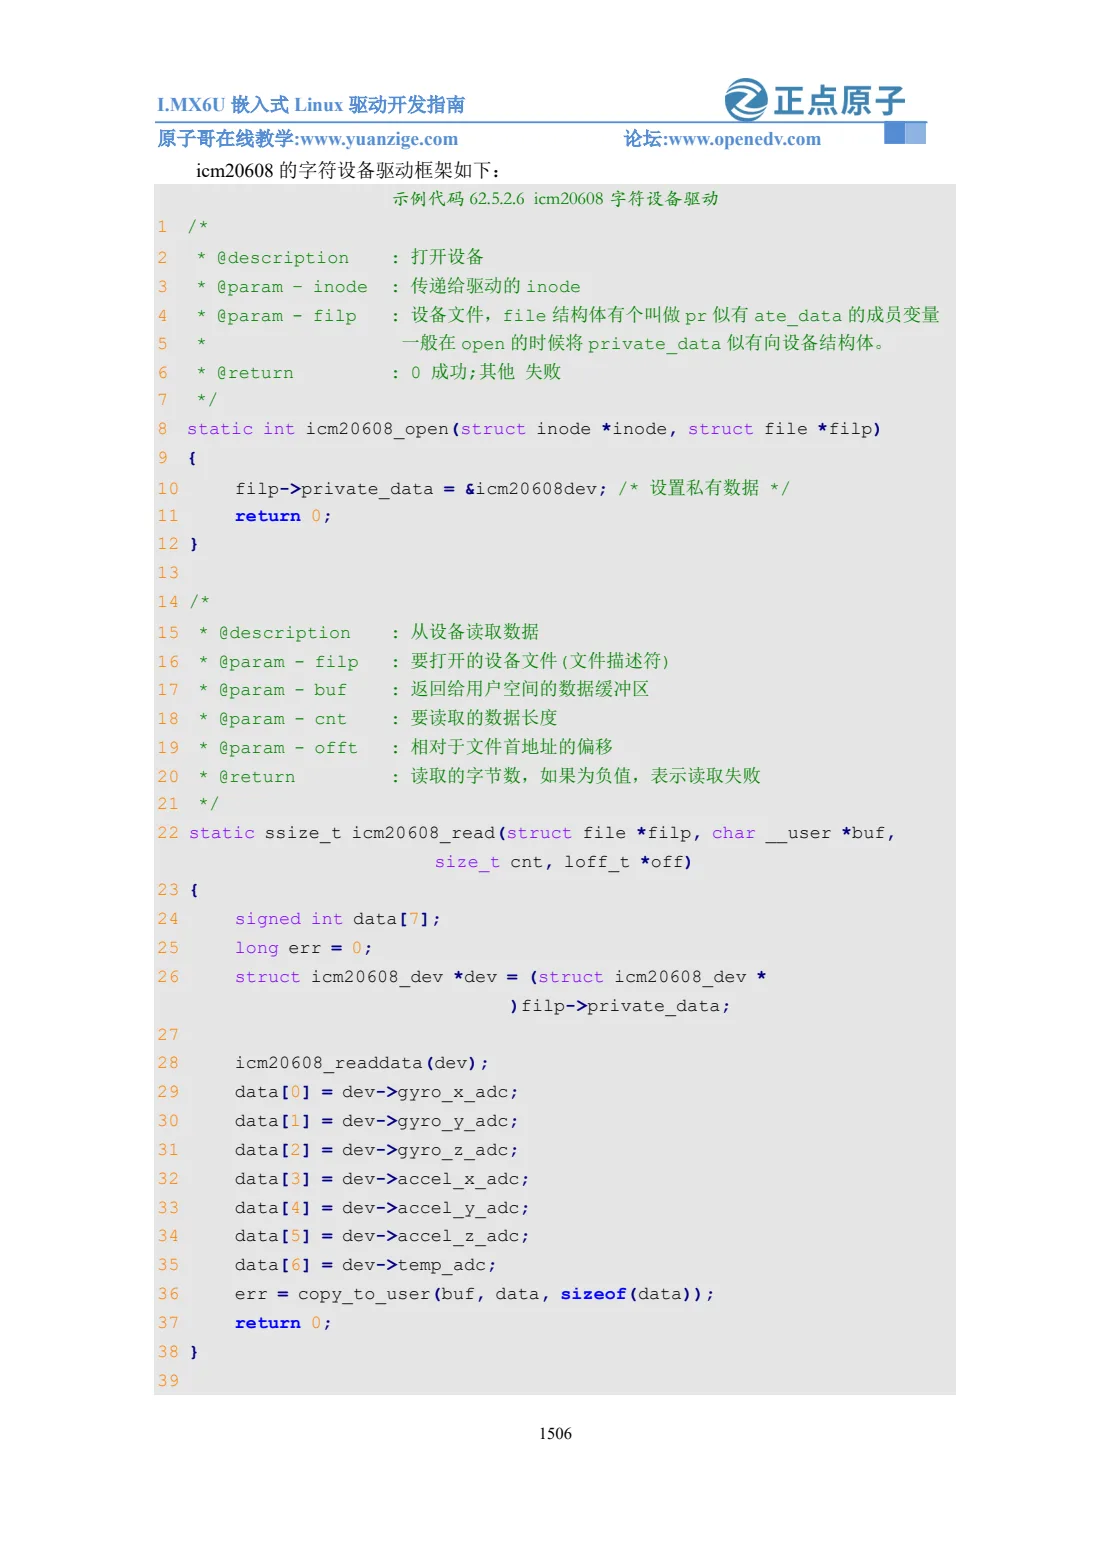 I.MX6U 嵌入式 Linux 驱动开发指南
正点原子
原子哥在线教学:www.yuanzige.com 论坛:www.openedv.com
icm20608 的字符设备驱动框架如下：
示例代码 62.5.2.6 icm20608 字符设备驱动
1 /*
2 * @description : 打开设备
3 * @param – inode : 传递给驱动的 inode
4 * @param - filp : 设备文件，file 结构体有个叫做 pr 似有 ate_data 的成员变量
5 * 一般在 open 的时候将 private_data 似有向设备结构体。
6 * @return : 0 成功;其他 失败
7 */
8 static int icm20608_open(struct inode *inode, struct file *filp)
9 {
10 filp->private_data = &icm20608dev; /* 设置私有数据 */
11 return 0;
12 }
13
14 /*
15 * @description : 从设备读取数据
16 * @param - filp : 要打开的设备文件(文件描述符)
17 * @param - buf : 返回给用户空间的数据缓冲区
18 * @param - cnt : 要读取的数据长度
19 * @param - offt : 相对于文件首地址的偏移
20 * @return : 读取的字节数，如果为负值，表示读取失败
21 */
22 static ssize_t icm20608_read(struct file *filp, char __user *buf,
size_t cnt, loff_t *off)
23 {
24 signed int data[7];
25 long err = 0;
26 struct icm20608_dev *dev = (struct icm20608_dev *
)filp->private_data;
27
28 icm20608_readdata(dev);
29 data[0] = dev->gyro_x_adc;
30 data[1] = dev->gyro_y_adc;
31 data[2] = dev->gyro_z_adc;
32 data[3] = dev->accel_x_adc;
33 data[4] = dev->accel_y_adc;
34 data[5] = dev->accel_z_adc;
35 data[6] = dev->temp_adc;
36 err = copy_to_user(buf, data, sizeof(data));
37 return 0;
38 }
39
1506